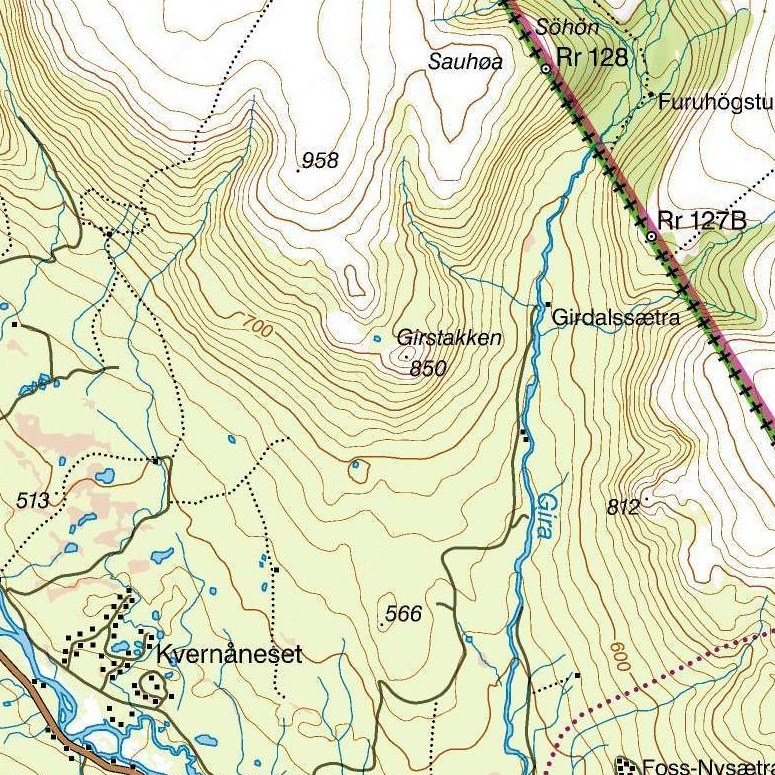 Söhön
Rr 128
Sauhøa
Furuhögstu
958
Rr 127B
Girdalssætra
700
Girstakken
850
513
812
Gira
566
Kvernåneset
600
Foss-Nysætra